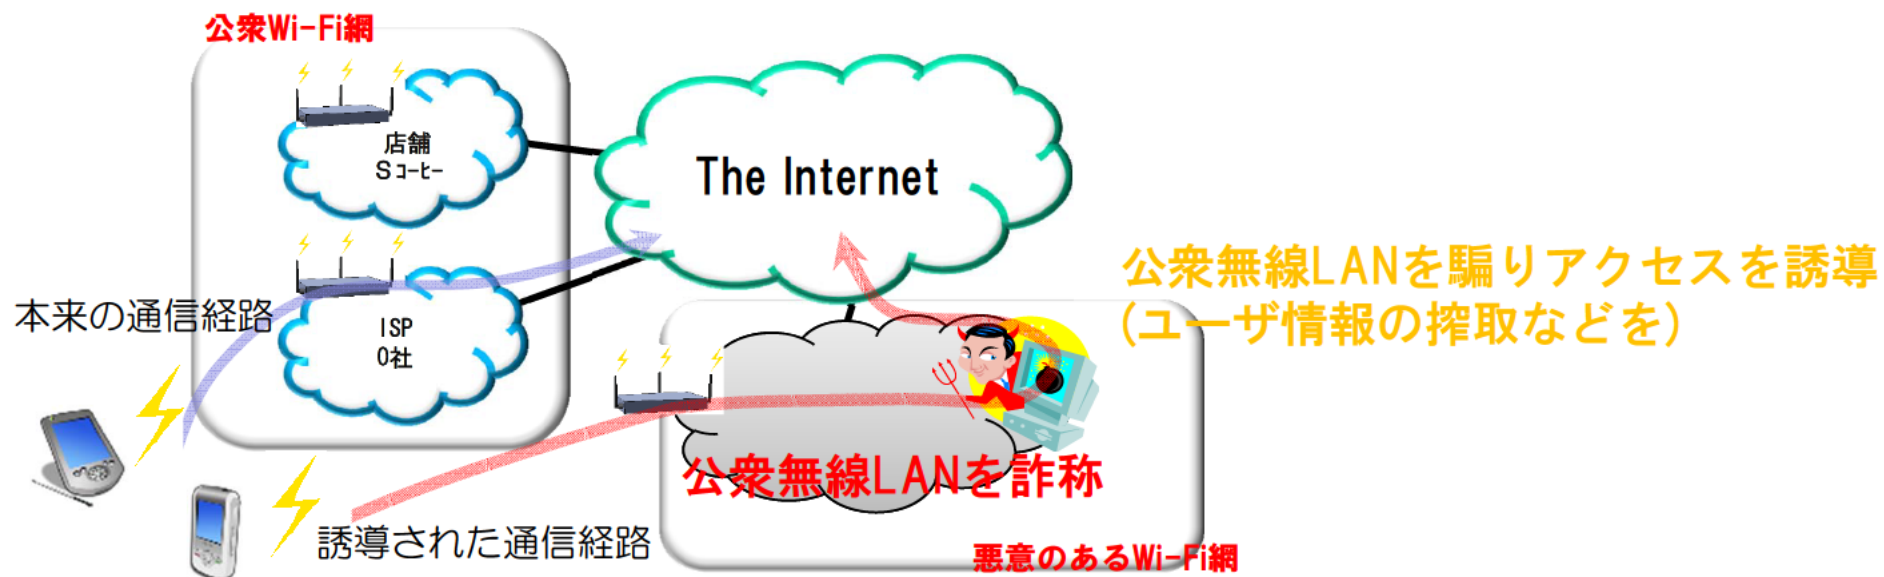 公衆Wi-Fi網
店舗
Sコーヒー
The Internet
本来の通信経路
ISP
O社
公衆無線LANを騙りアクセスを誘導
(ユーザ情報の搾取などを)
公衆無線LANを詐称
誘導された通信経路
悪意のあるWi-Fi網